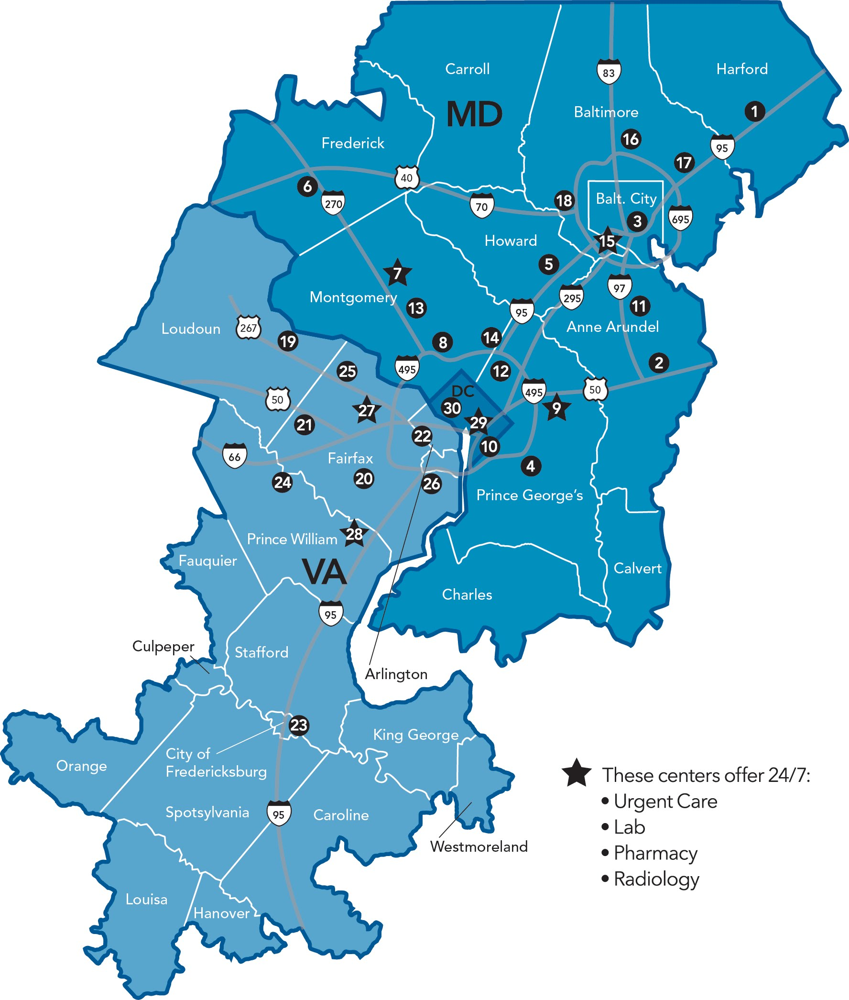 Carroll
83
Harford
MD
Baltimore
1
16
Frederick
95
17
40
6
270
70
18
Balt. City
3
695
15
Howard
5
7
Montgomery
13
97
295
11
95
Anne Arundel
Loudoun
267
19
14
8
2
25
495
12
DC
495
50
50
30
27
9
29
21
22
10
66
Fairfax
4
24
20
26
Prince George’s
28
Prince William
Fauquier
VA
Calvert
Charles
95
Culpeper
Stafford
Arlington
23
King George
City of
Fredericksburg
Orange
Spotsylvania
95
Caroline
Westmoreland
Louisa
Hanover
These centers offer 24/7:
• Urgent Care
• Lab
• Pharmacy
• Radiology